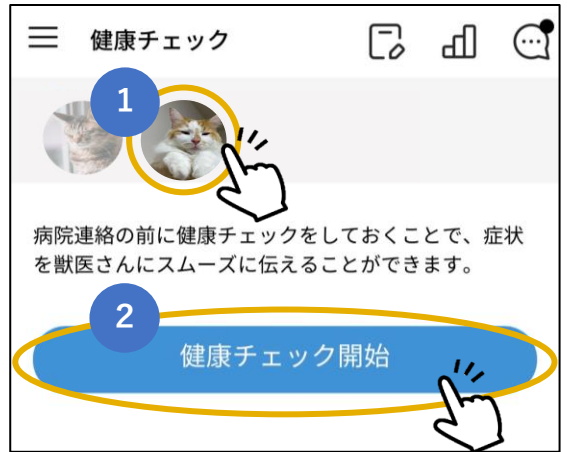 健康チェック
1
病院連絡の前に健康チェックをしておくことで、症状
を獣医さんにスムーズに伝えることができます。
2
健康チェック開始